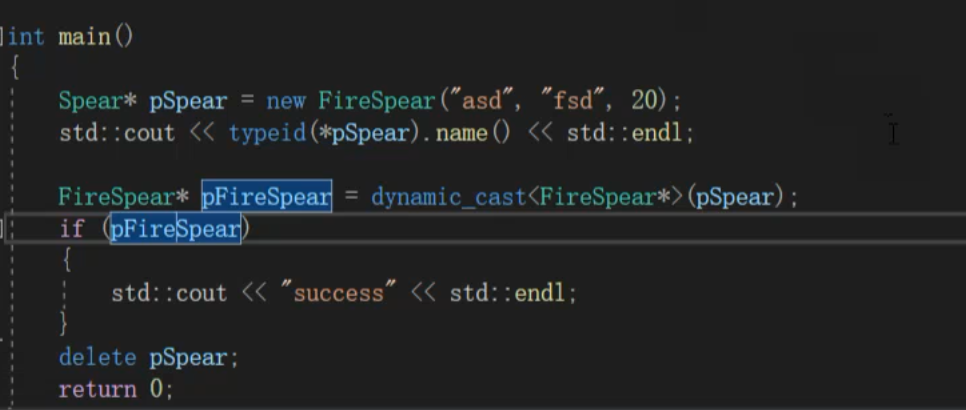 int main()
{
Spear* pSpear = new FireSpear("asd", "fsd", 20);
std::cout << typeid(*pSpear).name() << std::endl;
FireSpear* pFireSpear = dynamic_cast<FireSpear*>(pSpear);
if (pFireSpear)
{
std::cout << "success" << std::endl;
}
delete pSpear;
return 0;